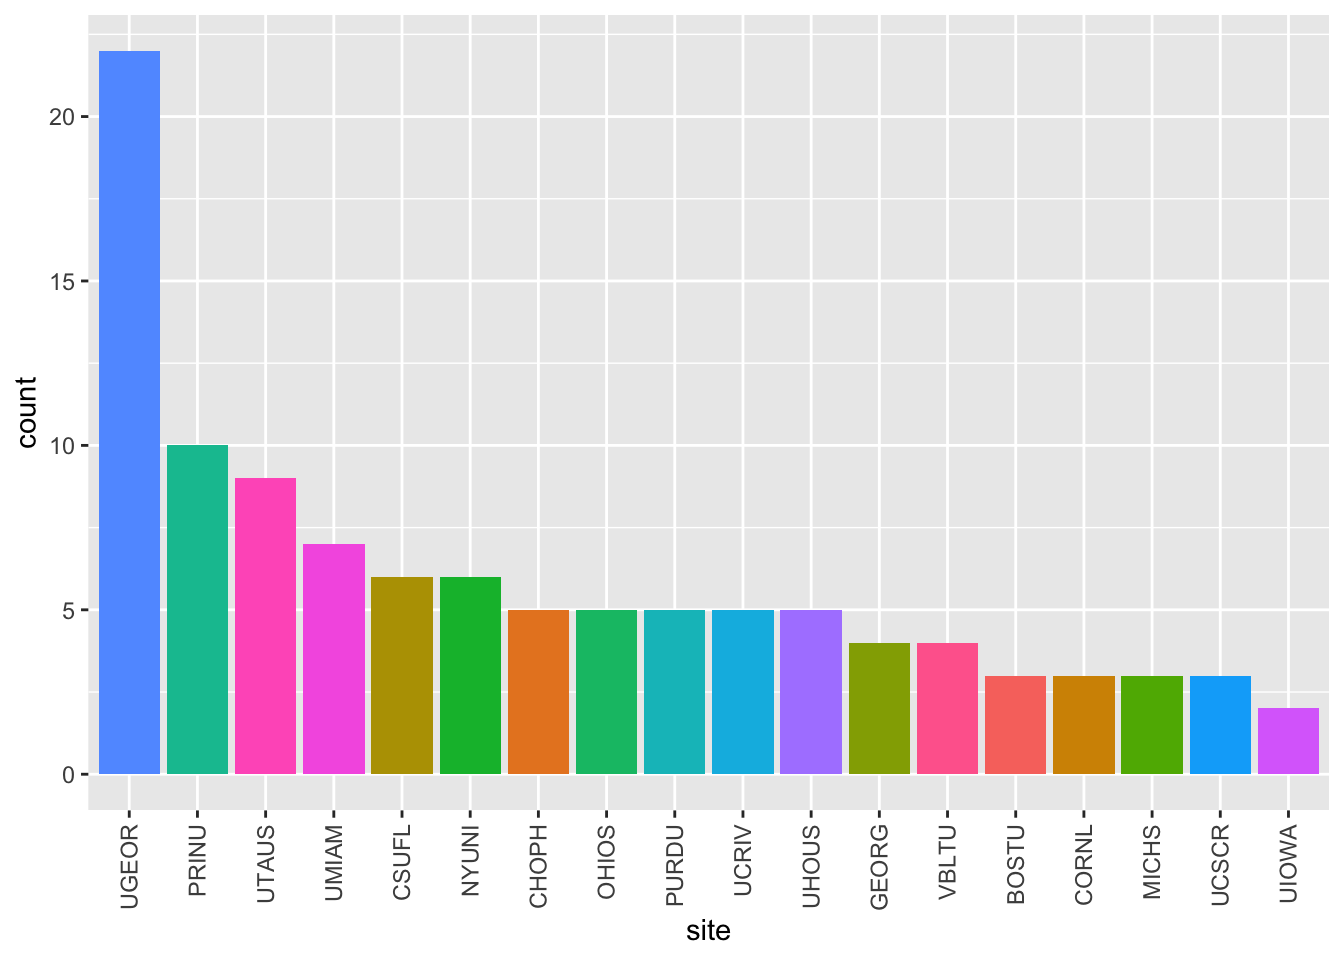 20
15
10
5
0
count
UGEOR
PRINU
UTAUS
UMIAM
CSUFL
NYUNI
CHOPH
OHIOS
PURDU
UCRIV
UHOUS
GEORG
VBLTU
BOSTU
CORNL
MICHS
UCSCR
UIOWA
site